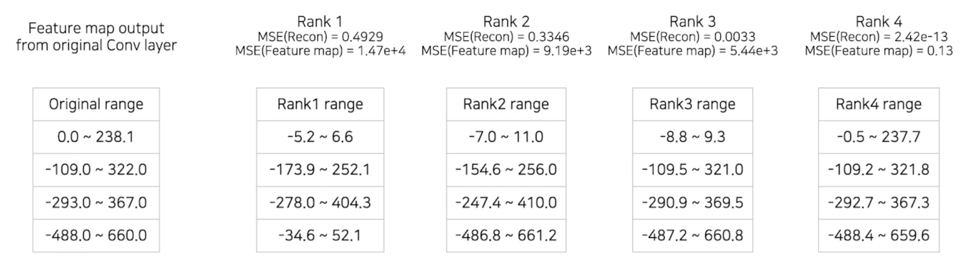 Feature map output
from original Conv layer
Rank 1
MSE(Recon) = 0.4929
MSE(Feature map) = 1.47e+4
Rank 2
MSE(Recon) = 0.3346
MSE(Feature map) = 9.19e+3
Rank 3
MSE(Recon) = 0.0033
MSE(Feature map) = 5.44e+3
Rank 4
MSE(Recon) = 2.42e-13
MSE(Feature map) = 0.13
Original range
0.0 ~ 238.1
-109.0 ~ 322.0
-293.0 ~ 367.0
-488.0 ~ 660.0
Rank1 range
-5.2 ~ 6.6
-173.9 ~ 252.1
-278.0 ~ 404.3
-34.6 ~ 52.1
Rank2 range
-7.0 ~ 11.0
-154.6 ~ 256.0
-247.4 ~ 410.0
-486.8 ~ 661.2
Rank3 range
-8.8 ~ 9.3
-109.5 ~ 321.0
-290.9 ~ 369.5
-487.2 ~ 660.8
Rank4 range
-0.5 ~ 237.7
-109.2 ~ 321.8
-292.7 ~ 367.3
-488.4 ~ 659.6